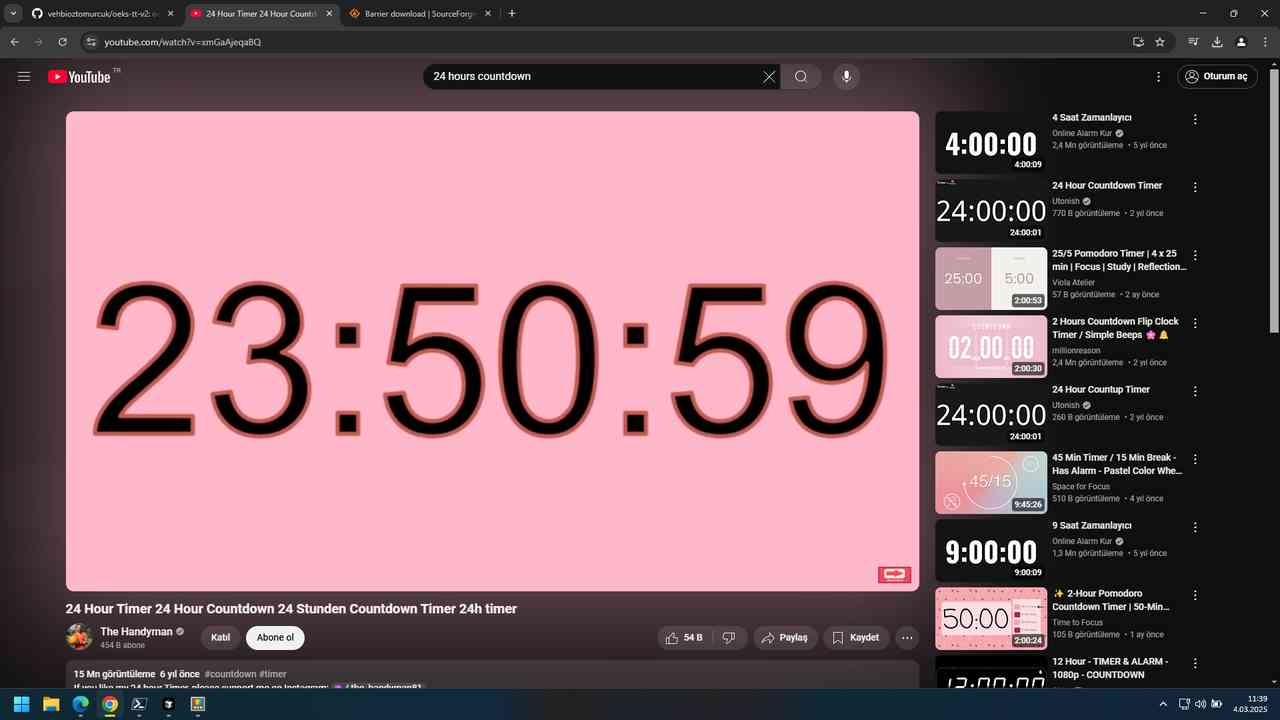 vehbioztomurcuk/oeks-tt-v2:
24 Hour Timer 24 Hour Countd
Barrier download | SourceForg
youtube.com/watch?v=xmGaAjeqaBQ
YouTube TR
24 hours countdown
Oturum aç
23:50:59
24 Hour Timer 24 Hour Countdown 24 Stunden Countdown Timer 24h timer
The Handyman
454 B abone
Katıl
Abone ol
54 B
Paylaş
Kaydet
15 Mn görüntüleme 6 yıl önce #countdown #timer
If you like my 24 hour Timer, please support me on Instagram: / the_handyman81
4:00:00
4:00:09
4 Saat Zamanlayıcı
Online Alarm Kur
2,4 Mn görüntüleme • 5 yıl önce
24:00:00
24:00:01
24 Hour Countdown Timer
Utonish
770 B görüntüleme • 2 yıl önce
25:00
5:00
2:00:53
25/5 Pomodoro Timer | 4 x 25
min | Focus | Study | Reflection...
Viola Atelier
57 B görüntüleme • 2 ay önce
COUNTDOWN
02:00:00
2:00:30
2 Hours Countdown Flip Clock
Timer / Simple Beeps 🌸 🔔
millionreason
2,4 Mn görüntüleme • 2 yıl önce
24:00:00
24:00:01
24 Hour Countup Timer
Utonish
260 B görüntüleme • 2 yıl önce
45/15
9:45:26
45 Min Timer / 15 Min Break -
Has Alarm - Pastel Color Whe...
Space for Focus
510 B görüntüleme • 4 yıl önce
9:00:00
9:00:09
9 Saat Zamanlayıcı
Online Alarm Kur
1,3 Mn görüntüleme • 5 yıl önce
50:00
2:00:24
✨ 2-Hour Pomodoro
Countdown Timer | 50-Min...
Time to Focus
105 B görüntüleme • 1 ay önce
12:00:00
12 Hour - TIMER & ALARM -
1080p - COUNTDOWN
11:39
4.03.2025